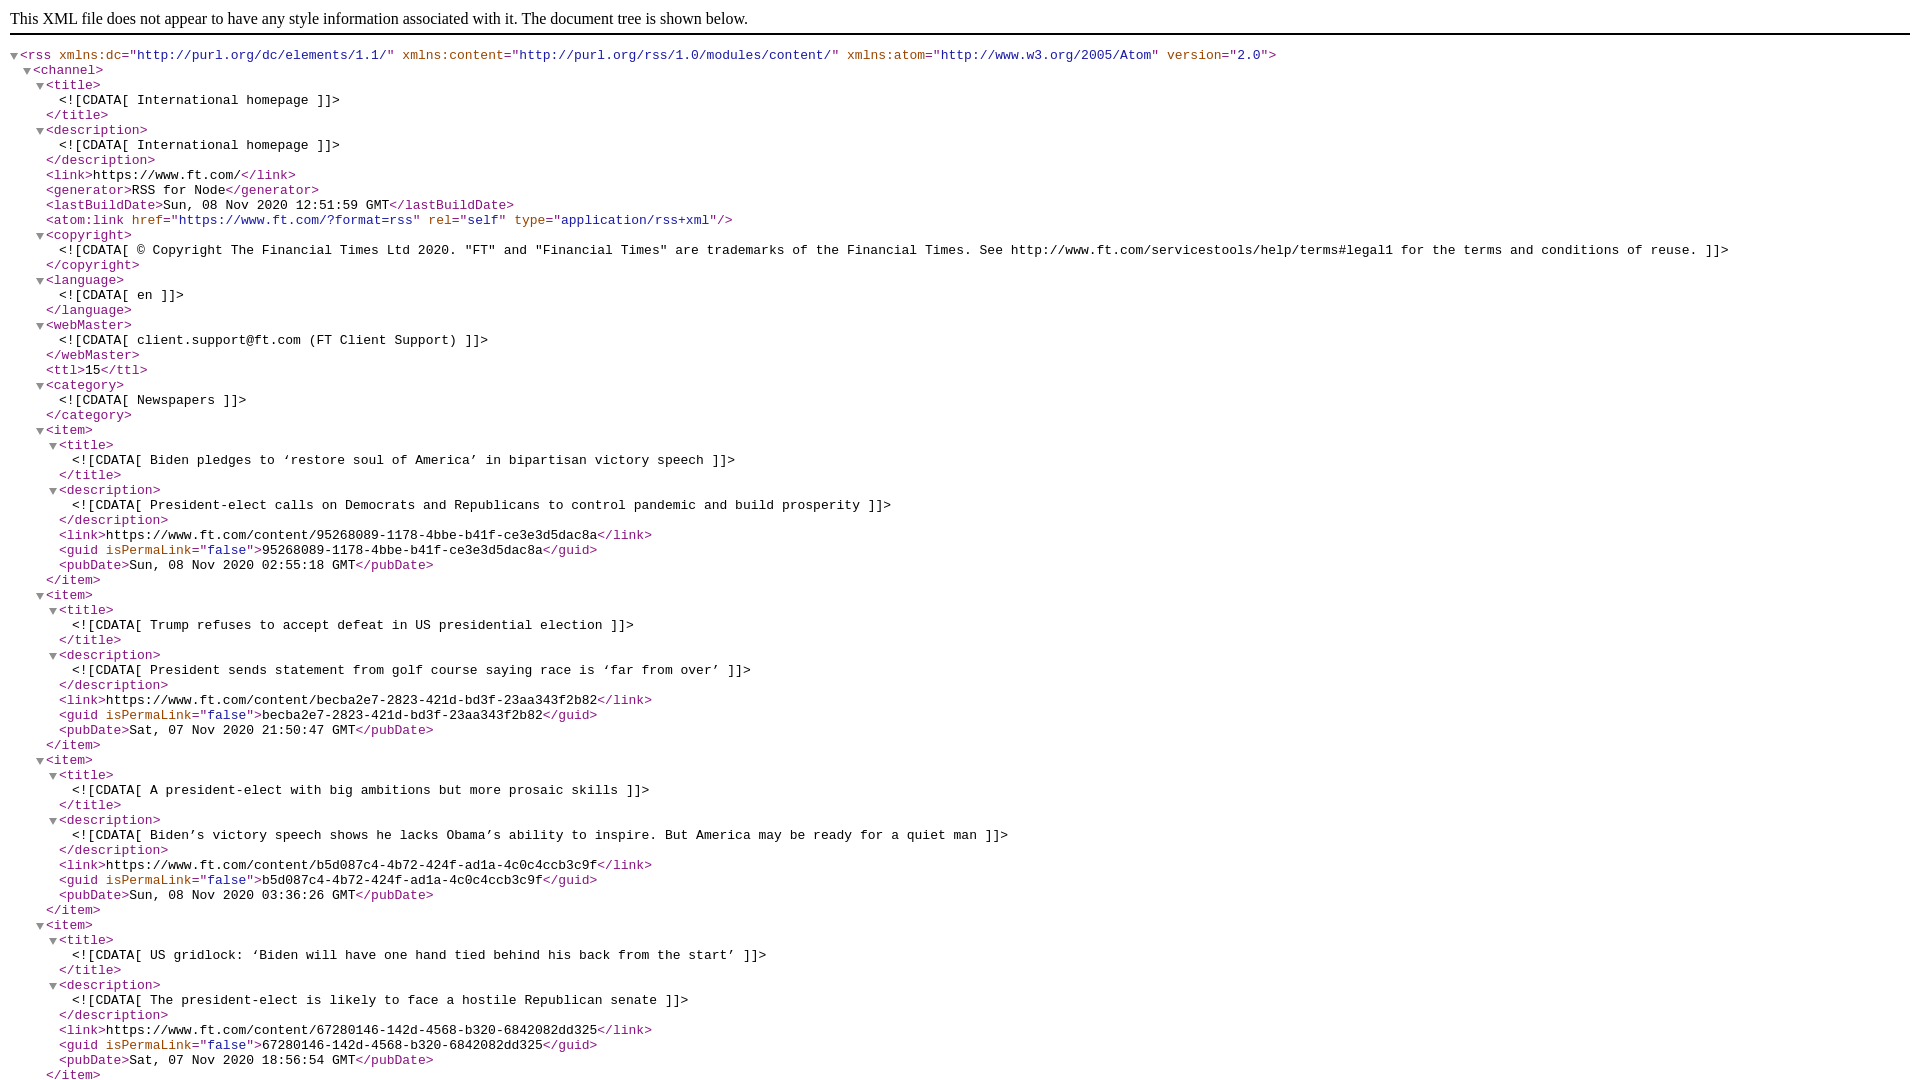 This XML file does not appear to have any style information associated with it. The document tree is shown below.
<rss xmlns:dc="http://purl.org/dc/elements/1.1/" xmlns:content="http://purl.org/rss/1.0/modules/content/" xmlns:atom="http://www.w3.org/2005/Atom" version="2.0">
<channel>
<title>
<![CDATA[ International homepage ]]>
</title>
<description>
<![CDATA[ International homepage ]]>
</description>
<link>https://www.ft.com/</link>
<generator>RSS for Node</generator>
<lastBuildDate>Sun, 08 Nov 2020 12:51:59 GMT</lastBuildDate>
<atom:link href="https://www.ft.com/?format=rss" rel="self" type="application/rss+xml"/>
<copyright>
<![CDATA[ © Copyright The Financial Times Ltd 2020. "FT" and "Financial Times" are trademarks of the Financial Times. See http://www.ft.com/servicestools/help/terms#legal1 for the terms and conditions of reuse. ]]>
</copyright>
<language>
<![CDATA[ en ]]>
</language>
<webMaster>
<![CDATA[ client.support@ft.com (FT Client Support) ]]>
</webMaster>
<ttl>15</ttl>
<category>
<![CDATA[ Newspapers ]]>
</category>
<item>
<title>
<![CDATA[ Biden pledges to ‘restore soul of America’ in bipartisan victory speech ]]>
</title>
<description>
<![CDATA[ President-elect calls on Democrats and Republicans to control pandemic and build prosperity ]]>
</description>
<link>https://www.ft.com/content/95268089-1178-4bbe-b41f-ce3e3d5dac8a</link>
<guid isPermaLink="false">95268089-1178-4bbe-b41f-ce3e3d5dac8a</guid>
<pubDate>Sun, 08 Nov 2020 02:55:18 GMT</pubDate>
</item>
<item>
<title>
<![CDATA[ Trump refuses to accept defeat in US presidential election ]]>
</title>
<description>
<![CDATA[ President sends statement from golf course saying race is ‘far from over’ ]]>
</description>
<link>https://www.ft.com/content/becba2e7-2823-421d-bd3f-23aa343f2b82</link>
<guid isPermaLink="false">becba2e7-2823-421d-bd3f-23aa343f2b82</guid>
<pubDate>Sat, 07 Nov 2020 21:50:47 GMT</pubDate>
</item>
<item>
<title>
<![CDATA[ A president-elect with big ambitions but more prosaic skills ]]>
</title>
<description>
<![CDATA[ Biden’s victory speech shows he lacks Obama’s ability to inspire. But America may be ready for a quiet man ]]>
</description>
<link>https://www.ft.com/content/b5d087c4-4b72-424f-ad1a-4c0c4ccb3c9f</link>
<guid isPermaLink="false">b5d087c4-4b72-424f-ad1a-4c0c4ccb3c9f</guid>
<pubDate>Sun, 08 Nov 2020 03:36:26 GMT</pubDate>
</item>
<item>
<title>
<![CDATA[ US gridlock: ‘Biden will have one hand tied behind his back from the start’ ]]>
</title>
<description>
<![CDATA[ The president-elect is likely to face a hostile Republican senate ]]>
</description>
<link>https://www.ft.com/content/67280146-142d-4568-b320-6842082dd325</link>
<guid isPermaLink="false">67280146-142d-4568-b320-6842082dd325</guid>
<pubDate>Sat, 07 Nov 2020 18:56:54 GMT</pubDate>
</item>